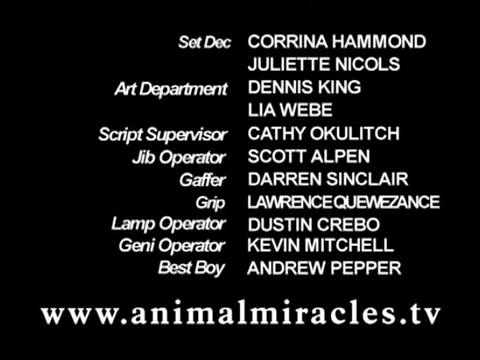 Set Dec CORRINA HAMMOND
JULIETTE NICOLS
Art Department DENNIS KING
LIA WEBE
Script Supervisor CATHY OKULITCH
Jib Operator SCOTT ALPEN
Gaffer DARREN SINCLAIR
Grip LAWRENCE QUEWEZANCE
Lamp Operator DUSTIN CREBO
Geni Operator KEVIN MITCHELL
Best Boy ANDREW PEPPER
www.animalmiracles.tv